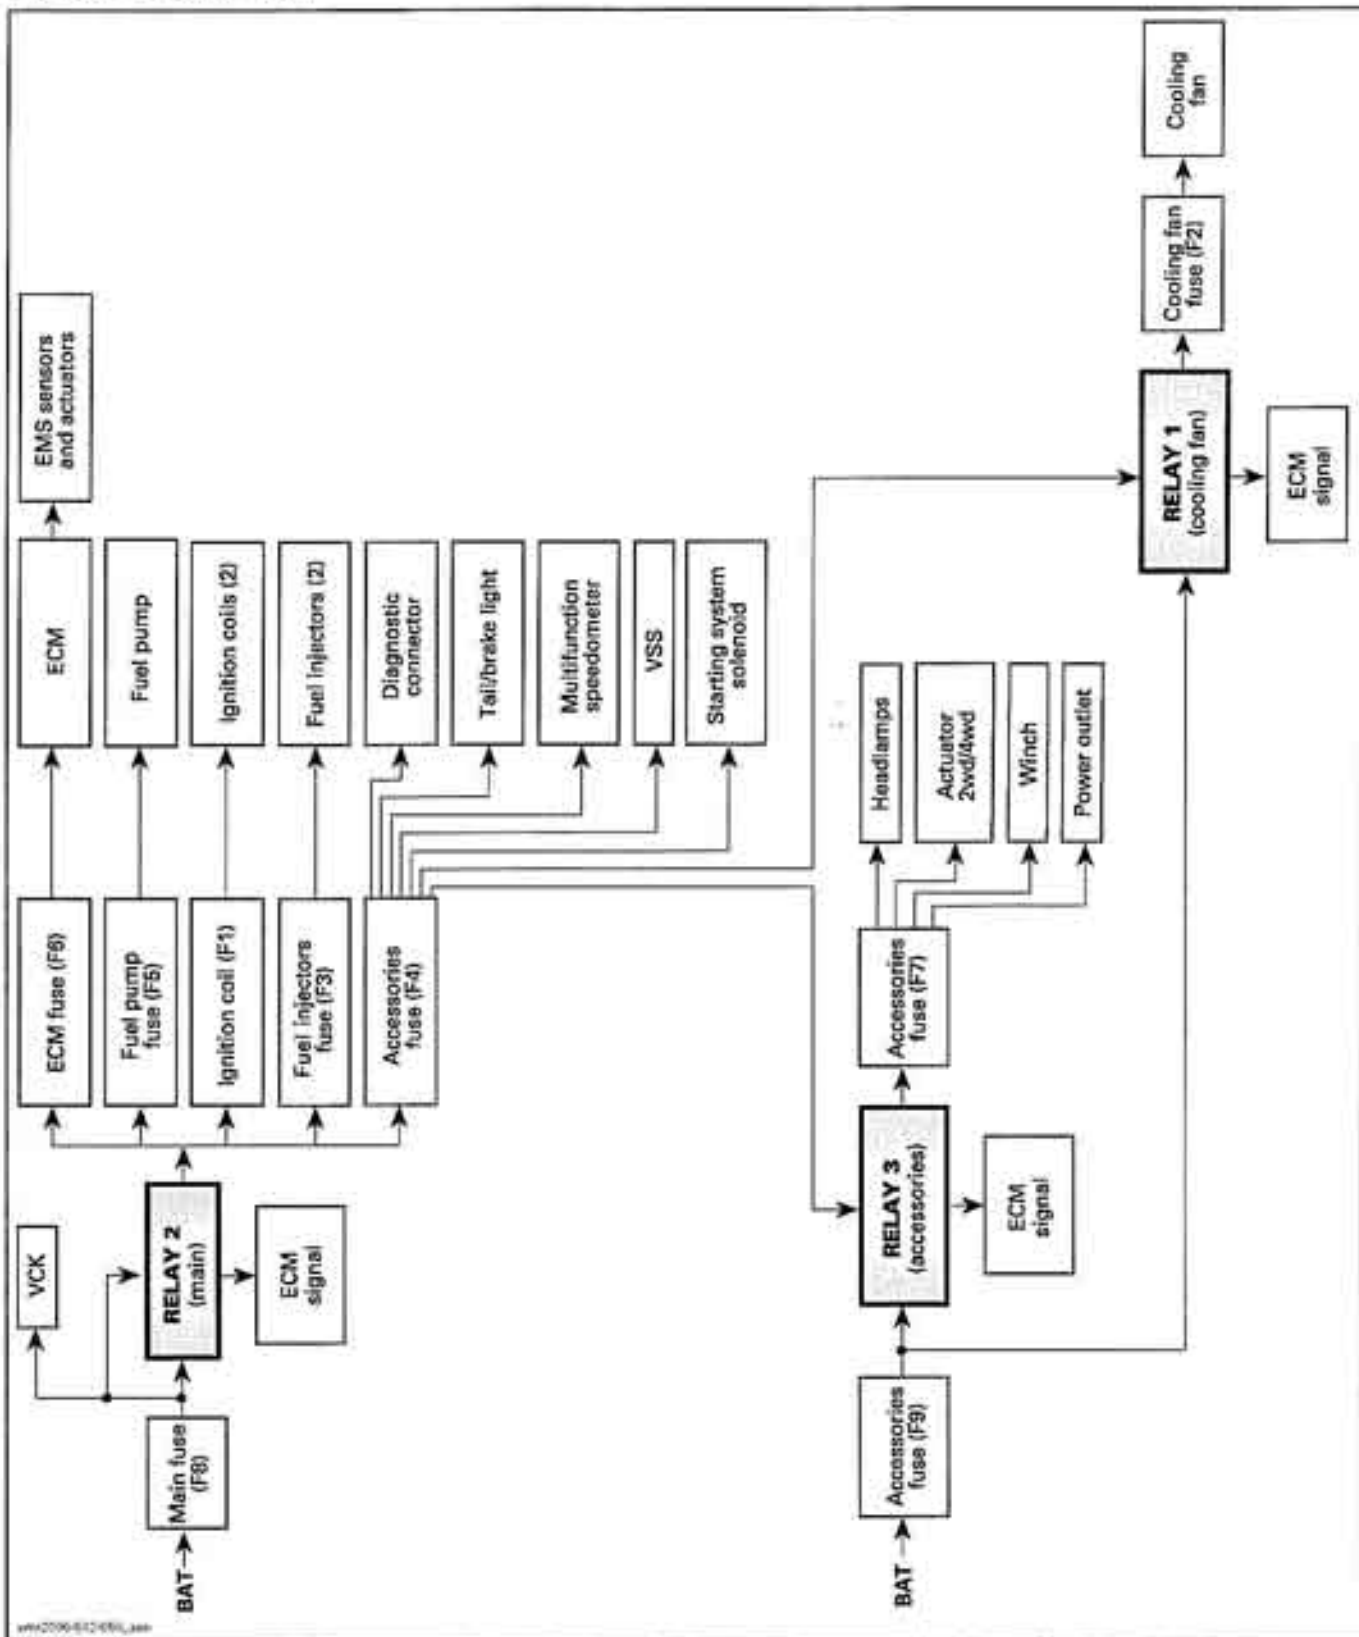 VCK
BAT
Main fuse
(F8)
RELAY 2
(main)
ECM
signal
ECM fuse (F6)
Fuel pump
fuse (F5)
Ignition coil (F1)
Fuel injectors
fuse (F3)
Accessories
fuse (F4)
ECM
EMS sensors
and actuators
Fuel pump
Ignition coils (2)
Fuel injectors (2)
Diagnostic
connector
Tail/brake light
Multifunction
speedometer
VSS
Starting system
solenoid
BAT
Accessories
fuse (F9)
RELAY 3
(accessories)
ECM
signal
Accessories
fuse (F7)
Headlamps
Actuator
2wd/4wd
Winch
Power outlet
RELAY 1
(cooling fan)
ECM
signal
Cooling fan
fuse (F2)
Cooling
fan